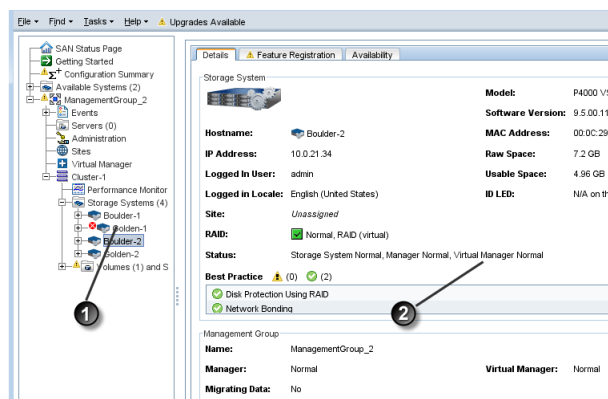 File Find Tasks Help Upgrades Available
SAN Status Page
Getting Started
Configuration Summary
Available Systems (2)
ManagementGroup_2
Events
Servers (0)
Administration
Sites
Virtual Manager
Cluster-1
Performance Monitor
Storage Systems (4)
Boulder-1
Golden-1
Boulder-2
Golden-2
Volumes (1) and S
1
Details Feature Registration Availability
Storage System
Model: P4000 VS
Software Version: 9.5.00.11
Hostname: Boulder-2 MAC Address: 00:0C:29
IP Address: 10.0.21.34 Raw Space: 7.2 GB
Logged In User: admin Usable Space: 4.96 GB
Logged in Locale: English (United States) ID LED: N/A on th
Site: Unassigned
RAID: Normal, RAID (virtual)
Status: Storage System Normal, Manager Normal, Virtual Manager Normal
Best Practice (0) (2)
Disk Protection Using RAID
Network Bonding
2
Management Group
Name: ManagementGroup_2
Manager: Normal Virtual Manager: Normal
Migrating Data: No